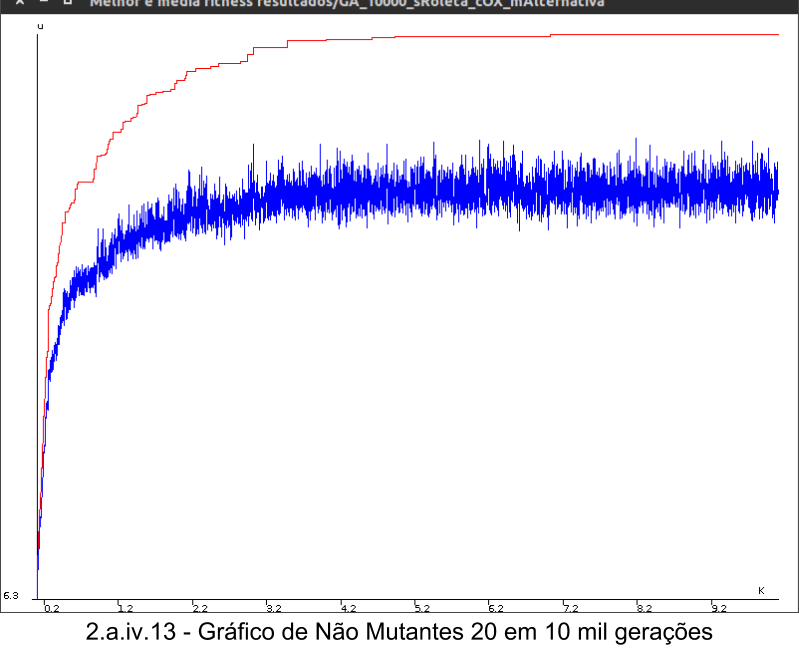 Melhor e media fitness resultados/GA_10000_sRoleta_cOX_mAlternativa
u
6.3
K
0.2 1.2 2.2 3.2 4.2 5.2 6.2 7.2 8.2 9.2
2.a.iv.13 - Gráfico de Não Mutantes 20 em 10 mil gerações